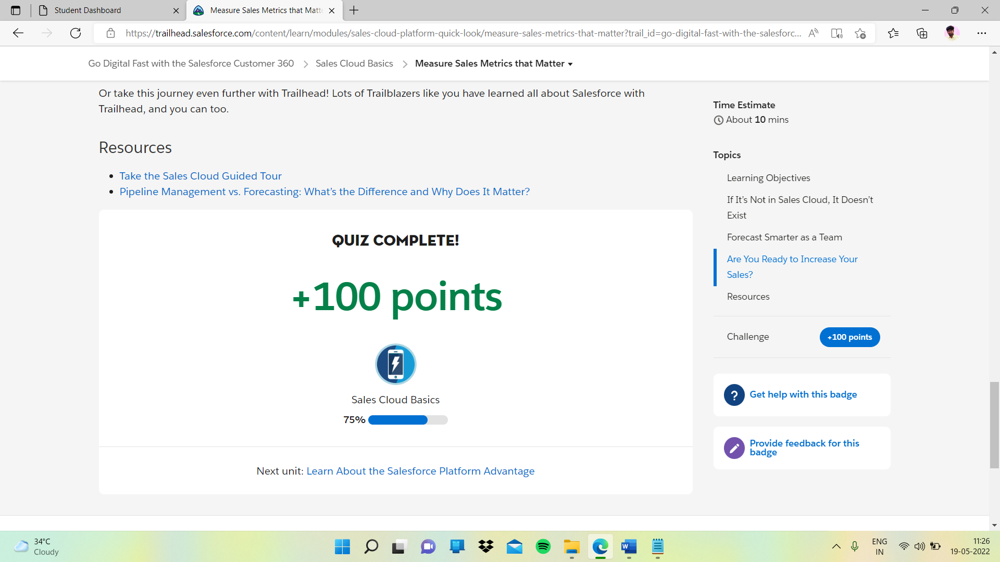 Student Dashboard
Measure Sales Metrics that Matt
https://trailhead.salesforce.com/content/learn/modules/sales-cloud-platform-quick-look/measure-sales-metrics-that-matter?trail_id=go-digital-fast-with-the-salesforc...
Go Digital Fast with the Salesforce Customer 360
Sales Cloud Basics
Measure Sales Metrics that Matter
Or take this journey even further with Trailhead! Lots of Trailblazers like you have learned all about Salesforce with
Trailhead, and you can too.
Resources
Take the Sales Cloud Guided Tour
Pipeline Management vs. Forecasting: What’s the Difference and Why Does It Matter?
QUIZ COMPLETE!
+100 points
Sales Cloud Basics
75%
Next unit: Learn About the Salesforce Platform Advantage
Time Estimate
About 10 mins
Topics
Learning Objectives
If It’s Not in Sales Cloud, It Doesn’t
Exist
Forecast Smarter as a Team
Are You Ready to Increase Your
Sales?
Resources
Challenge
+100 points
Get help with this badge
Provide feedback for this
badge
34°C
Cloudy
ENG
IN
11:26
19-05-2022